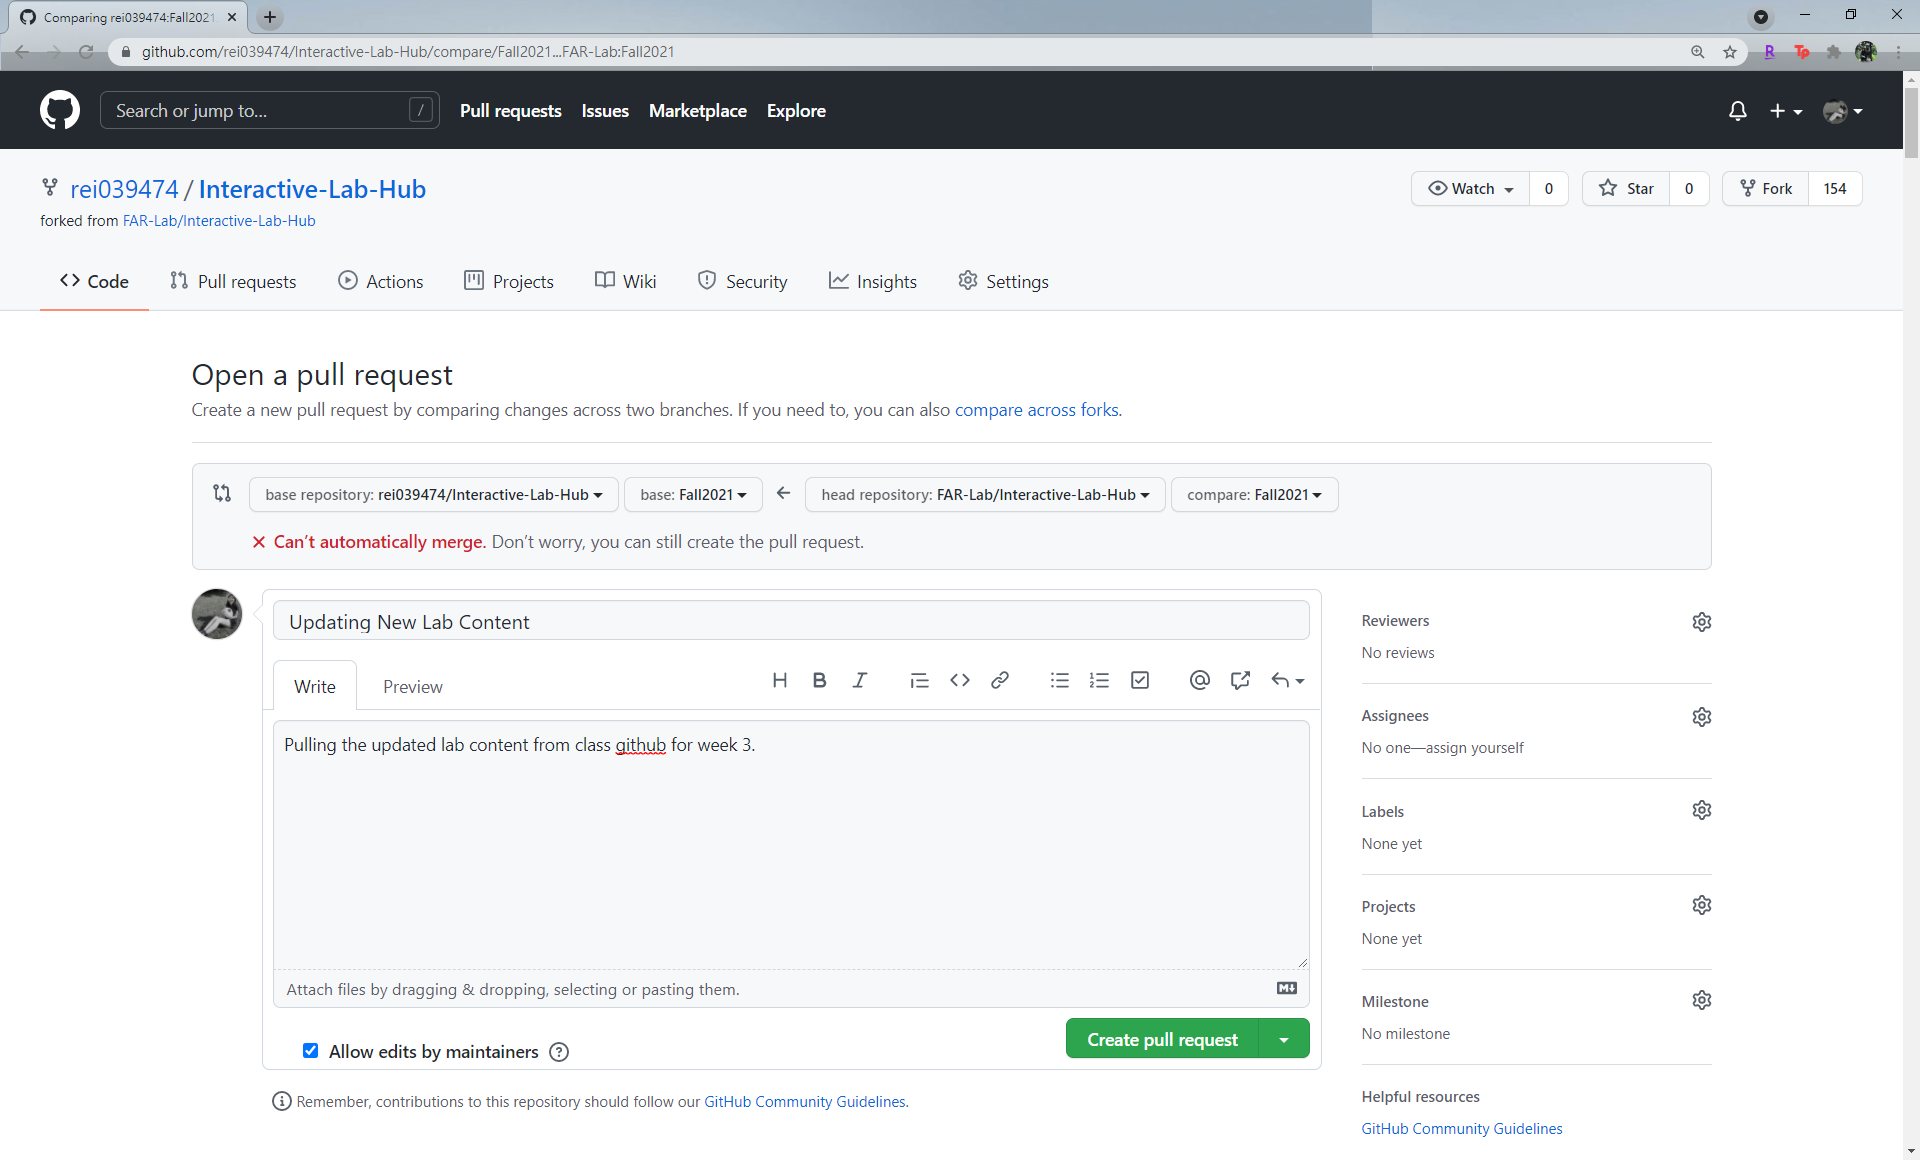 Comparing rei039474:Fall2021
github.com/rei039474/Interactive-Lab-Hub/compare/Fall2021...FAR-Lab:Fall2021
R Tp
Search or jump to... /
Pull requests Issues Marketplace Explore
rei039474 / Interactive-Lab-Hub
Watch 0 Star 0 Fork 154
forked from FAR-Lab/Interactive-Lab-Hub
Code Pull requests Actions Projects Wiki Security Insights Settings
Open a pull request
Create a new pull request by comparing changes across two branches. If you need to, you can also compare across forks.
base repository: rei039474/Interactive-Lab-Hub base: Fall2021 head repository: FAR-Lab/Interactive-Lab-Hub compare: Fall2021
Can’t automatically merge. Don’t worry, you can still create the pull request.
Updating New Lab Content
Write Preview
Pulling the updated lab content from class github for week 3.
Attach files by dragging & dropping, selecting or pasting them.
Allow edits by maintainers
Create pull request
Remember, contributions to this repository should follow our GitHub Community Guidelines.
Reviewers
No reviews
Assignees
No one—assign yourself
Labels
None yet
Projects
None yet
Milestone
No milestone
Helpful resources
GitHub Community Guidelines